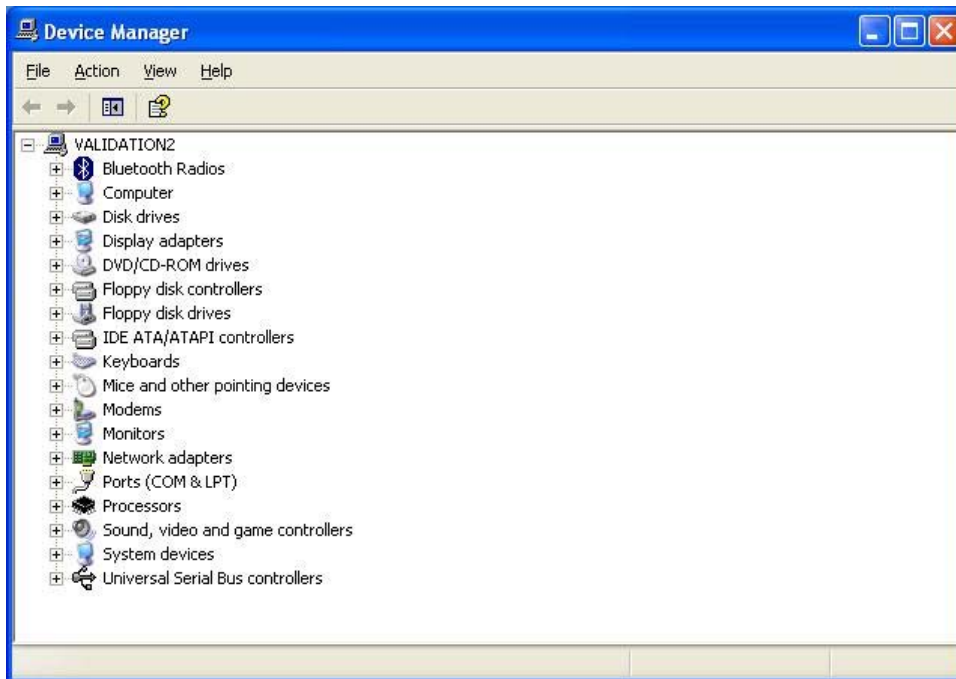 Device Manager
File Action View Help
VALIDATION2
Bluetooth Radios
Computer
Disk drives
Display adapters
DVD/CD-ROM drives
Floppy disk controllers
Floppy disk drives
IDE ATA/ATAPI controllers
Keyboards
Mice and other pointing devices
Modems
Monitors
Network adapters
Ports (COM & LPT)
Processors
Sound, video and game controllers
System devices
Universal Serial Bus controllers